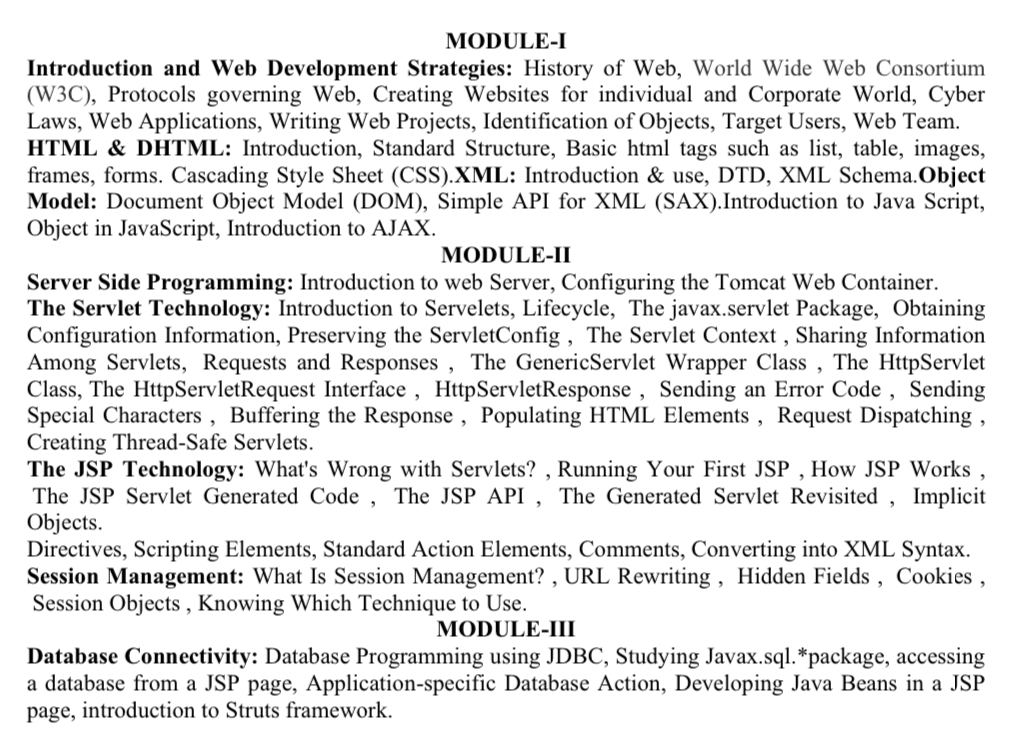 MODULE-I
Introduction and Web Development Strategies: History of Web, World Wide Web Consortium
(W3C), Protocols governing Web, Creating Websites for individual and Corporate World, Cyber
Laws, Web Applications, Writing Web Projects, Identification of Objects, Target Users, Web Team.
HTML & DHTML: Introduction, Standard Structure, Basic html tags such as list, table, images,
frames, forms. Cascading Style Sheet (CSS).XML: Introduction & use, DTD, XML Schema.Object
Model: Document Object Model (DOM), Simple API for XML (SAX).Introduction to Java Script,
Object in JavaScript, Introduction to AJAX.
MODULE-II
Server Side Programming: Introduction to web Server, Configuring the Tomcat Web Container.
The Servlet Technology: Introduction to Servelets, Lifecycle, The javax.servlet Package, Obtaining
Configuration Information, Preserving the ServletConfig , The Servlet Context , Sharing Information
Among Servlets, Requests and Responses , The GenericServlet Wrapper Class , The HttpServlet
Class, The HttpServletRequest Interface , HttpServletResponse , Sending an Error Code , Sending
Special Characters , Buffering the Response , Populating HTML Elements , Request Dispatching ,
Creating Thread-Safe Servlets.
The JSP Technology: What's Wrong with Servlets? , Running Your First JSP , How JSP Works ,
The JSP Servlet Generated Code , The JSP API , The Generated Servlet Revisited , Implicit
Objects.
Directives, Scripting Elements, Standard Action Elements, Comments, Converting into XML Syntax.
Session Management: What Is Session Management? , URL Rewriting , Hidden Fields , Cookies ,
Session Objects , Knowing Which Technique to Use.
MODULE-III
Database Connectivity: Database Programming using JDBC, Studying Javax.sql.*package, accessing
a database from a JSP page, Application-specific Database Action, Developing Java Beans in a JSP
page, introduction to Struts framework.